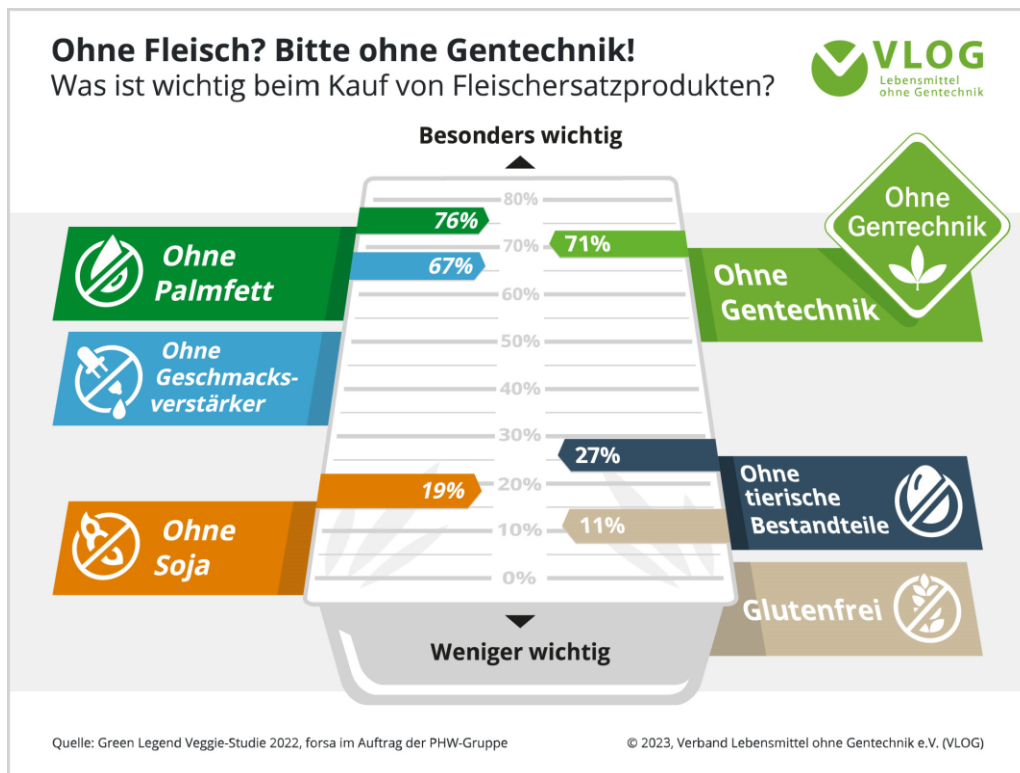 Ohne Fleisch? Bitte ohne Gentechnik!
Was ist wichtig beim Kauf von Fleischersatzprodukten?
VLOG
Lebensmittel
ohne Gentechnik
Besonders wichtig
80%
76%
71%
70%
67%
60%
50%
40%
30%
27%
20%
19%
10%
11%
0%
Ohne
Palmfett
Ohne
Geschmacks-
verstärker
Ohne
Soja
Ohne
Gentechnik
Ohne
Gentechnik
Ohne
tierische
Bestandteile
Glutenfrei
Weniger wichtig
Quelle: Green Legend Veggie-Studie 2022, forsa im Auftrag der PHW-Gruppe
© 2023, Verband Lebensmittel ohne Gentechnik e.V. (VLOG)